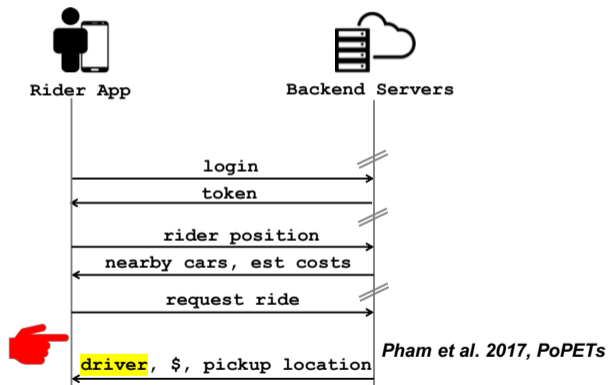 Rider App
Backend Servers
login
token
rider position
nearby cars, est costs
request ride
Pham et al. 2017, PoPETs
driver, $, pickup location